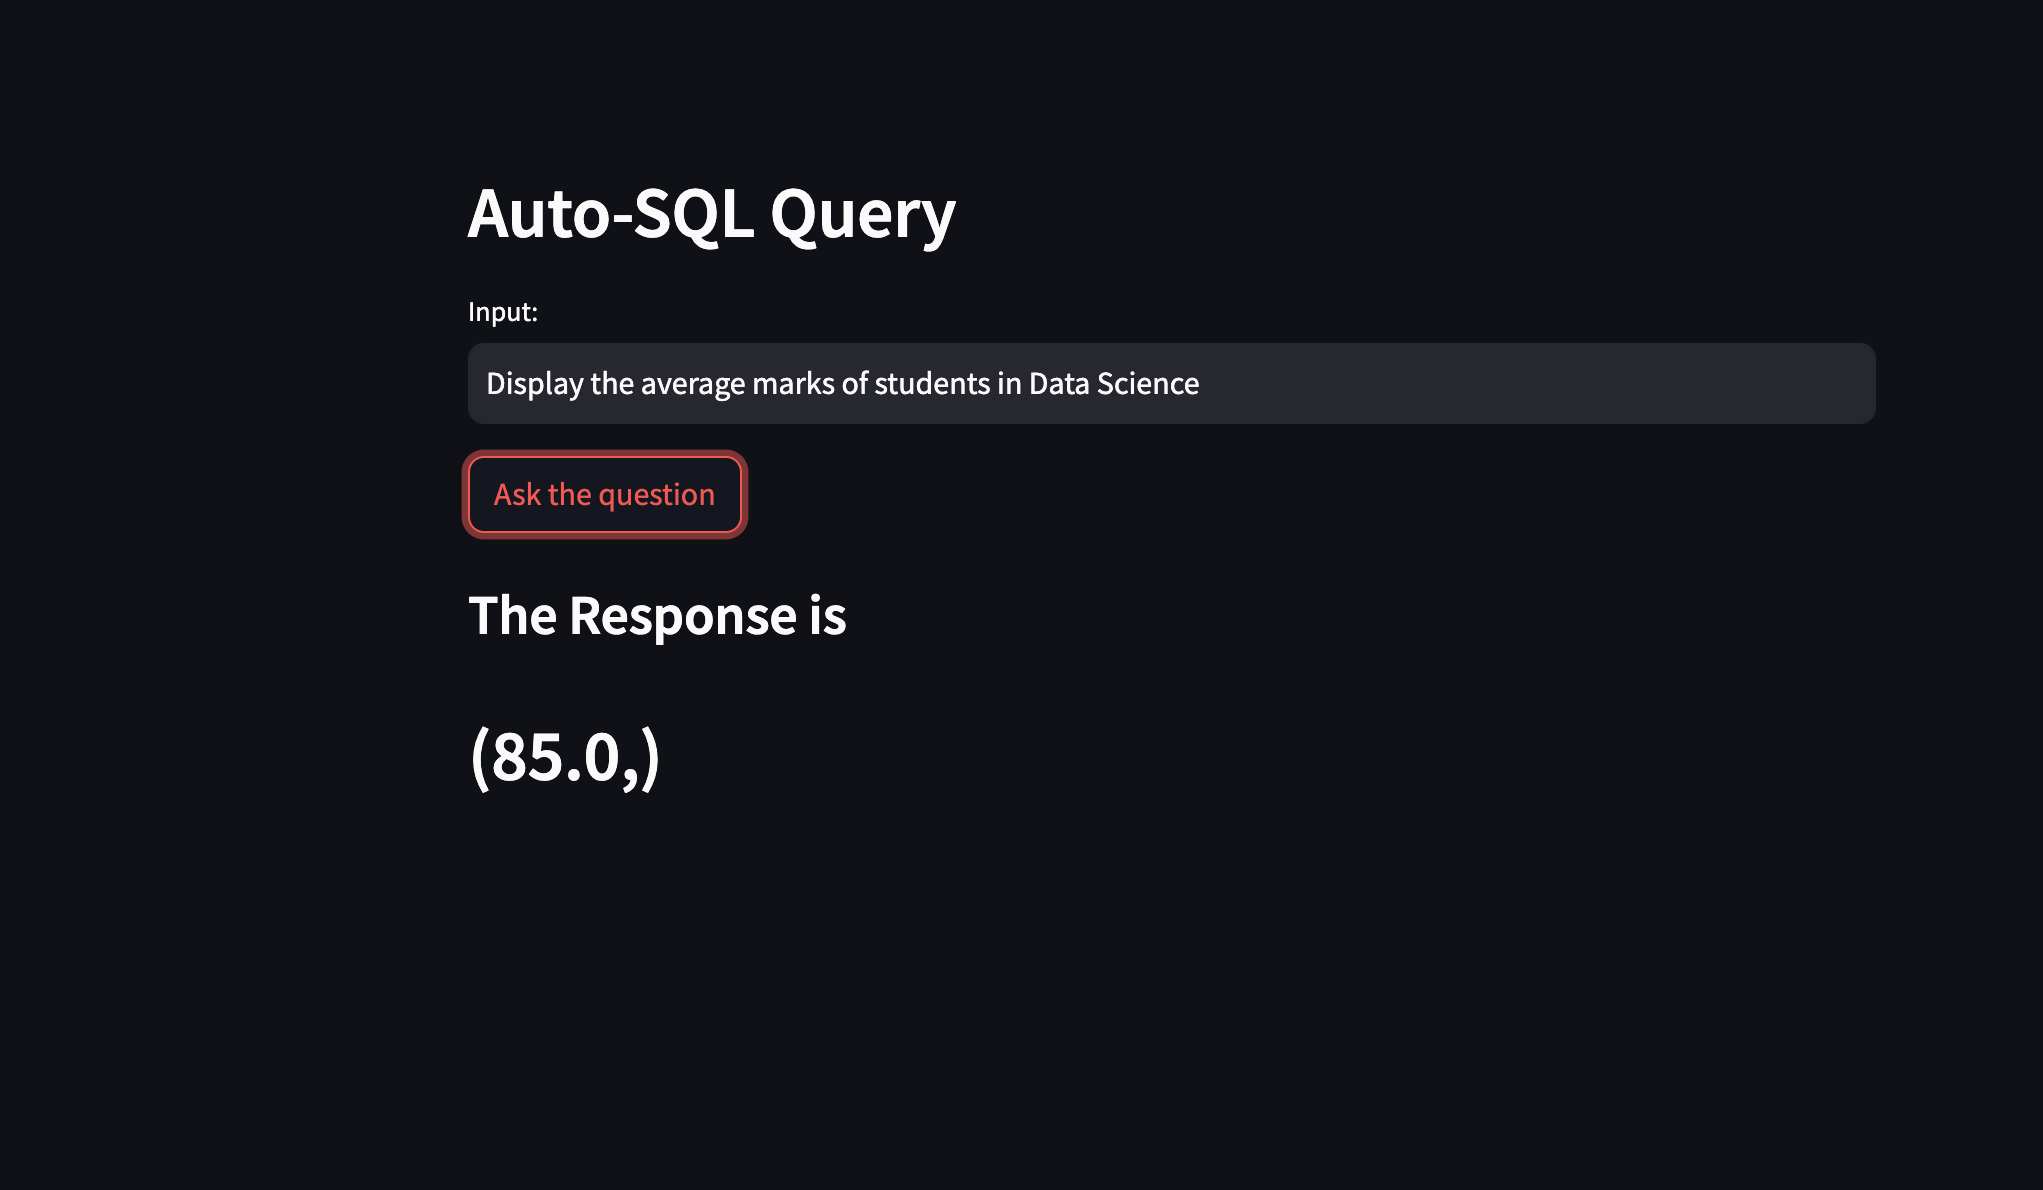 Auto-SQL Query
Input:
Display the average marks of students in Data Science
Ask the question
The Response is
(85.0,)